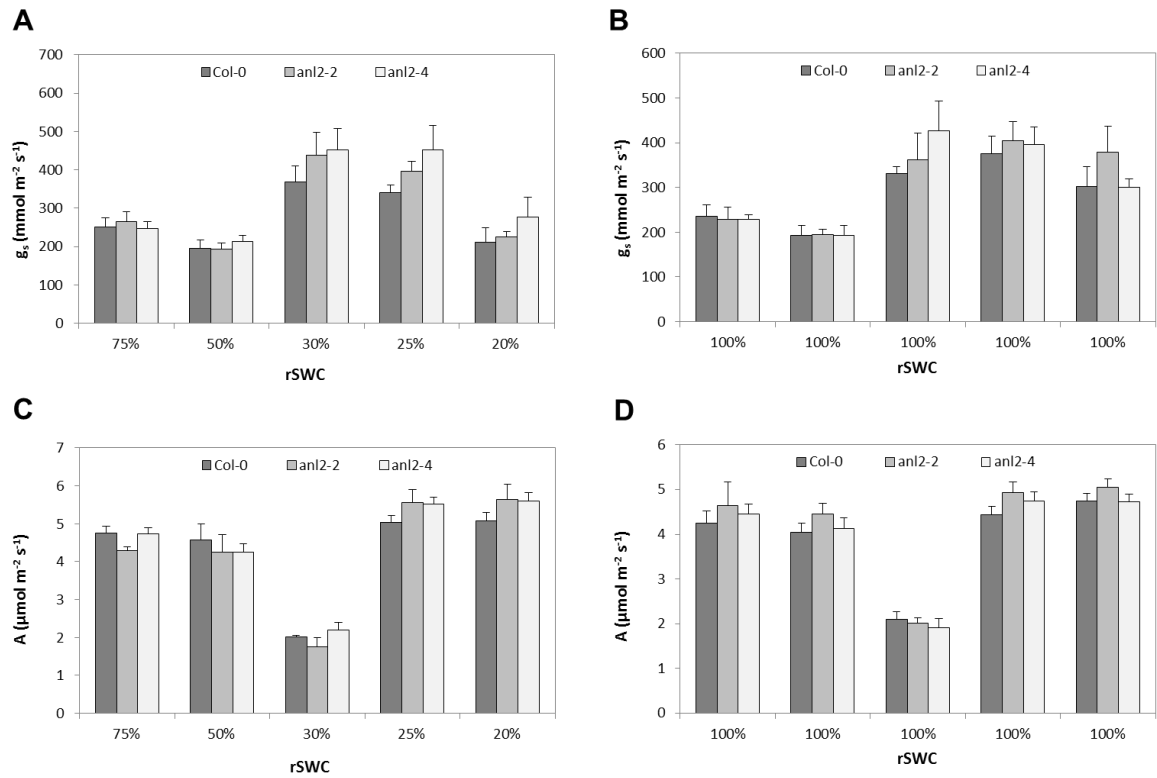 A
700
600
500
400
300
200
100
0
gs (mmol m-2 s-1)
Col-0 anl2-2 anl2-4
75% 50% 30% 25% 20%
rSWC
B
600
500
400
300
200
100
0
gs (mmol m-2 s-1)
Col-0 anl2-2 anl2-4
100% 100% 100% 100% 100%
rSWC
C
7
6
5
4
3
2
1
0
A (µmol m-2 s-1)
Col-0 anl2-2 anl2-4
75% 50% 30% 25% 20%
rSWC
D
6
5
4
3
2
1
0
A (µmol m-2 s-1)
Col-0 anl2-2 anl2-4
100% 100% 100% 100% 100%
rSWC